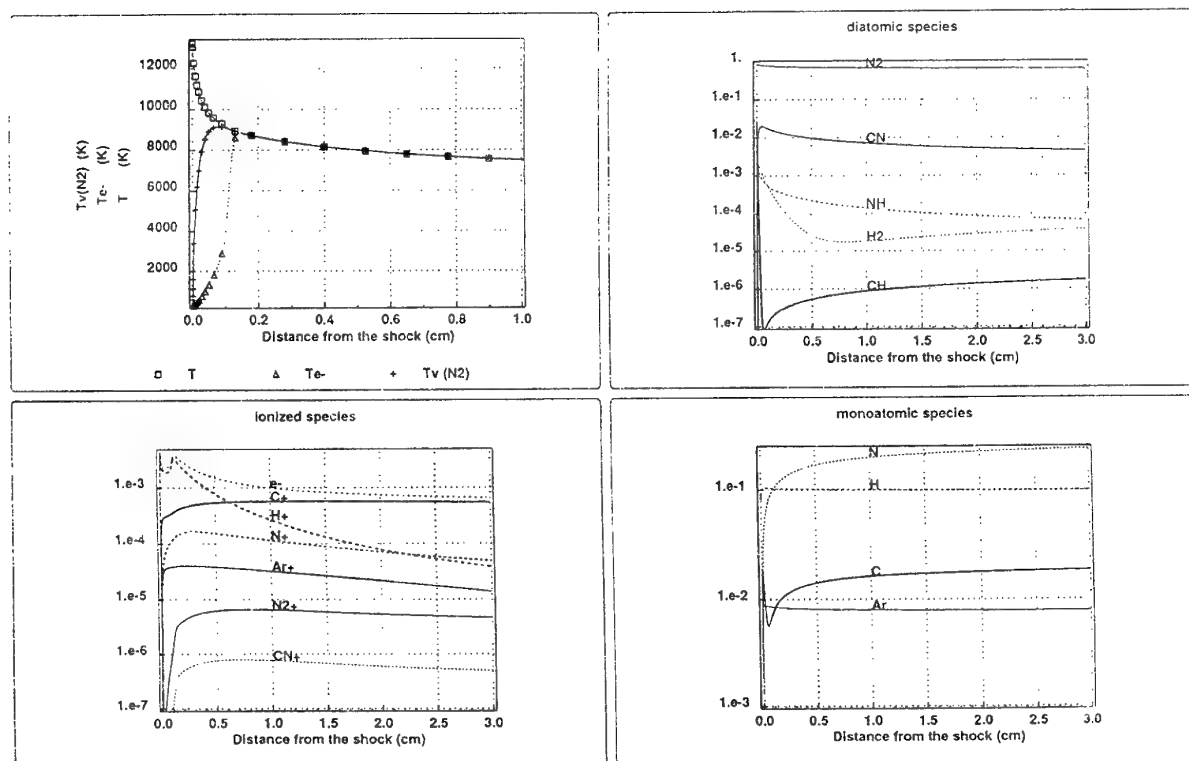 12000
10000
8000
6000
4000
2000
Tv(N2) (K)
Te- (K)
T (K)
0.0 0.2 0.4 0.6 0.8 1.0
Distance from the shock (cm)
T Te- Tv (N2)
diatomic species
1.
1.e-1
1.e-2
1.e-3
1.e-4
1.e-5
1.e-6
1.e-7
N2
CN
NH
H2
CH
0.0 0.5 1.0 1.5 2.0 2.5 3.0
Distance from the shock (cm)
ionized species
1.e-3
1.e-4
1.e-5
1.e-6
1.e-7
e-
C+
H+
N+
Ar+
N2+
CN+
0.0 0.5 1.0 1.5 2.0 2.5 3.0
Distance from the shock (cm)
monoatomic species
1.e-1
1.e-2
1.e-3
N
H
C
Ar
0.0 0.5 1.0 1.5 2.0 2.5 3.0
Distance from the shock (cm)